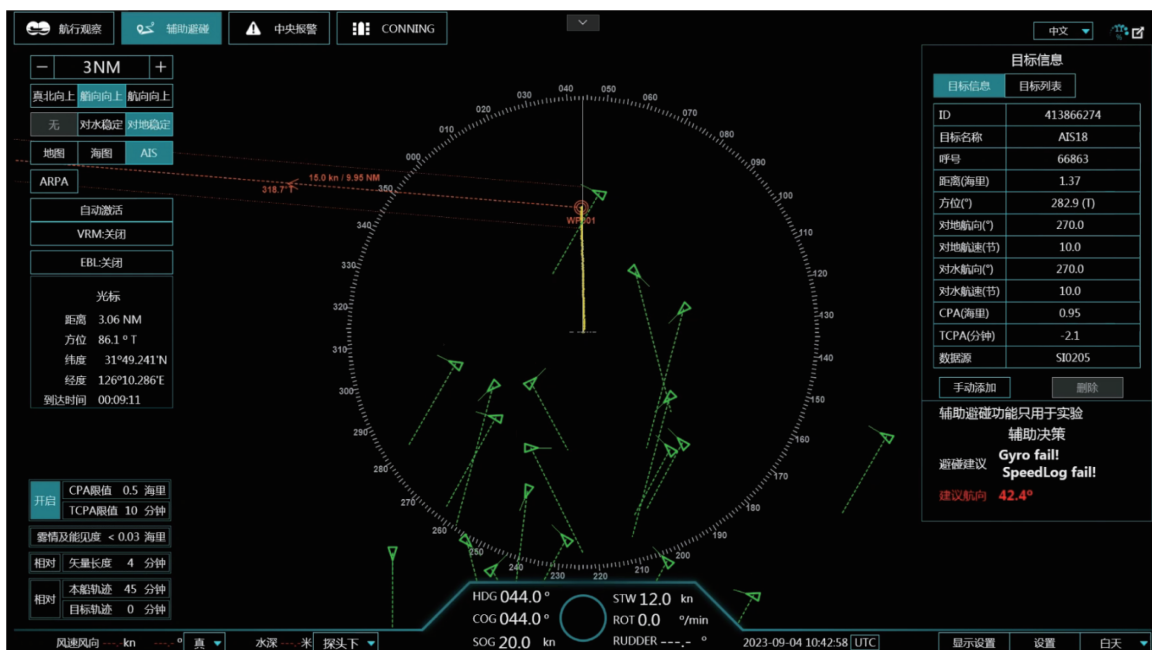 航行观察 辅助避碰 中央报警 CONNING 中文
− 3NM +
真北向上 艏向向上 航向向上
无 对水稳定 对地稳定
地图 海图 AIS
ARPA
自动激活
VRM:关闭
EBL:关闭
光标
距离 3.06 NM
方位 86.1 ° T
纬度 31°49.241'N
经度 126°10.286'E
到达时间 00:09:11
开启 CPA限值 0.5 海里
TCPA限值 10 分钟
雾情及能见度 < 0.03 海里
相对 矢量长度 4 分钟
相对 本船轨迹 45 分钟
目标轨迹 0 分钟
000 010 020 030 040 050 060 070 080 090 100 110 120 130 140 150 160 170 180 190 200 210 220 230 240 250 260 270 280 290 300 310 320 330 340 350
15.0 kn / 9.95 NM
318.7°T
WP001
目标信息
目标信息 目标列表
ID 413866274
目标名称 AIS18
呼号 66863
距离(海里) 1.37
方位(°) 282.9 (T)
对地航向(°) 270.0
对地航速(节) 10.0
对水航向(°) 270.0
对水航速(节) 10.0
CPA(海里) 0.95
TCPA(分钟) -2.1
数据源 SI0205
手动添加 删除
辅助避碰功能只用于实验
辅助决策
避碰建议 Gyro fail!
SpeedLog fail!
建议航向 42.4°
HDG 044.0 ° STW 12.0 kn
COG 044.0 ° ROT 0.0 °/min
SOG 20.0 kn RUDDER ---.- °
风速风向 ---.-kn ---.-° 真 水深 ---.-米 探头下 2023-09-04 10:42:58 UTC 显示设置 设置 白天